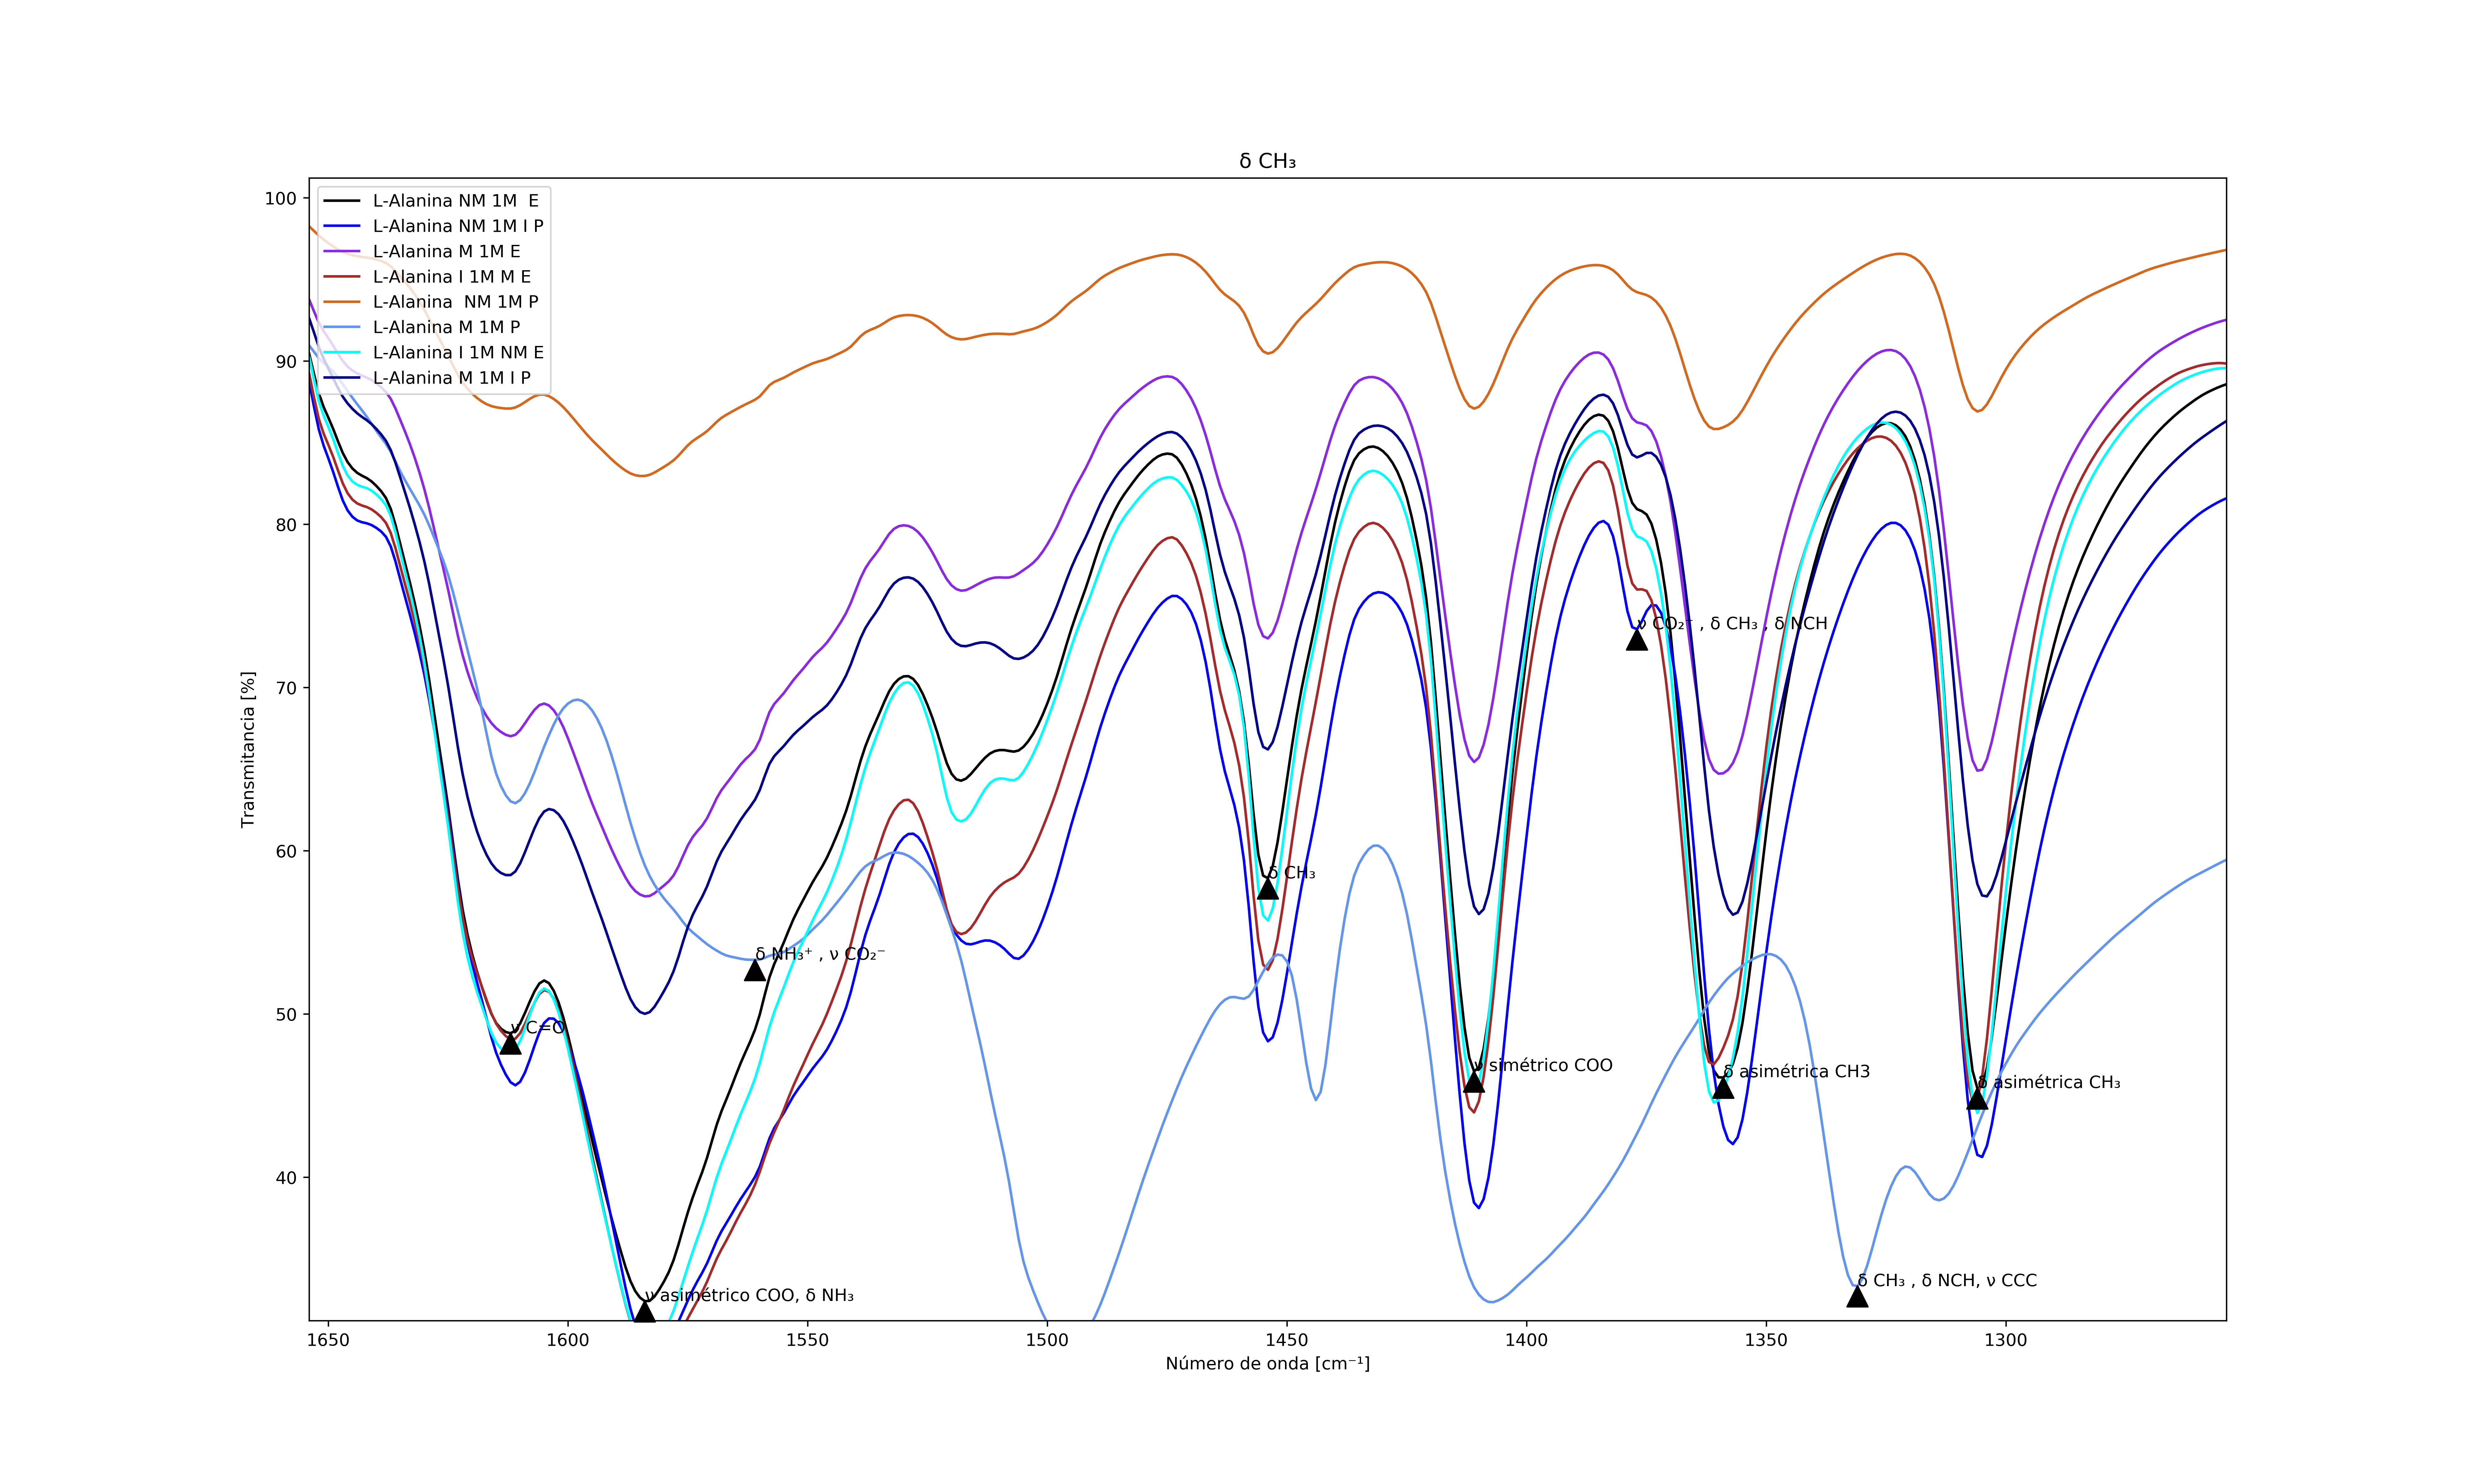 δ CH₃
100
90
80
70
60
50
40
Transmitancia [%]
L-Alanina NM 1M  E
L-Alanina NM 1M I P
L-Alanina M 1M E
L-Alanina I 1M M E
L-Alanina  NM 1M P
L-Alanina M 1M P
L-Alanina I 1M NM E
L-Alanina M 1M I P
ν CO₂⁻ , δ CH₃ , δ NCH
δ CH₃
δ NH₃⁺ , ν CO₂⁻
ν C=O
ν simétrico COO
δ asimétrica CH3
δ asimétrica CH₃
δ CH₃ , δ NCH, ν CCC
ν asimétrico COO, δ NH₃
1650 1600 1550 1500 1450 1400 1350 1300
Número de onda [cm⁻¹]